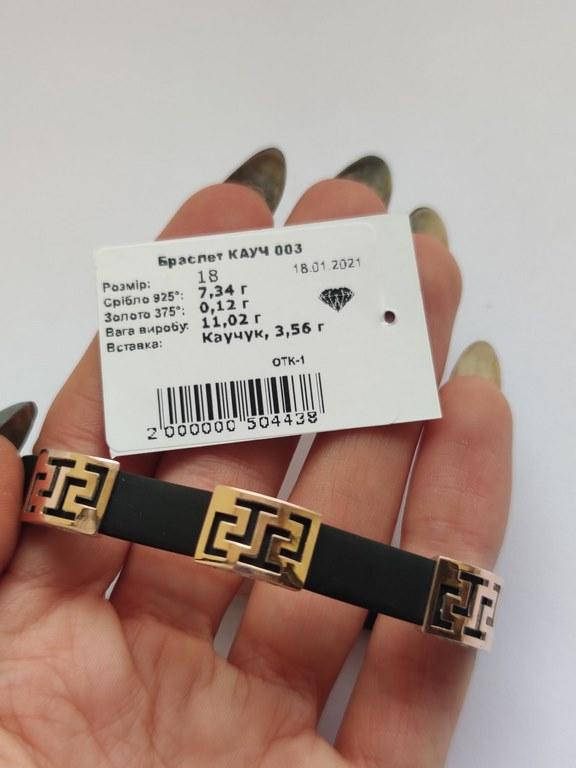 Браслет КАУЧ 003
18.01.2021
Розмір: 18
Срібло 925°: 7,34 г
Золото 375°: 0,12 г
Вага виробу: 11,02 г
Вставка: Каучук, 3,56 г
ОТК-1
2 000000 504438